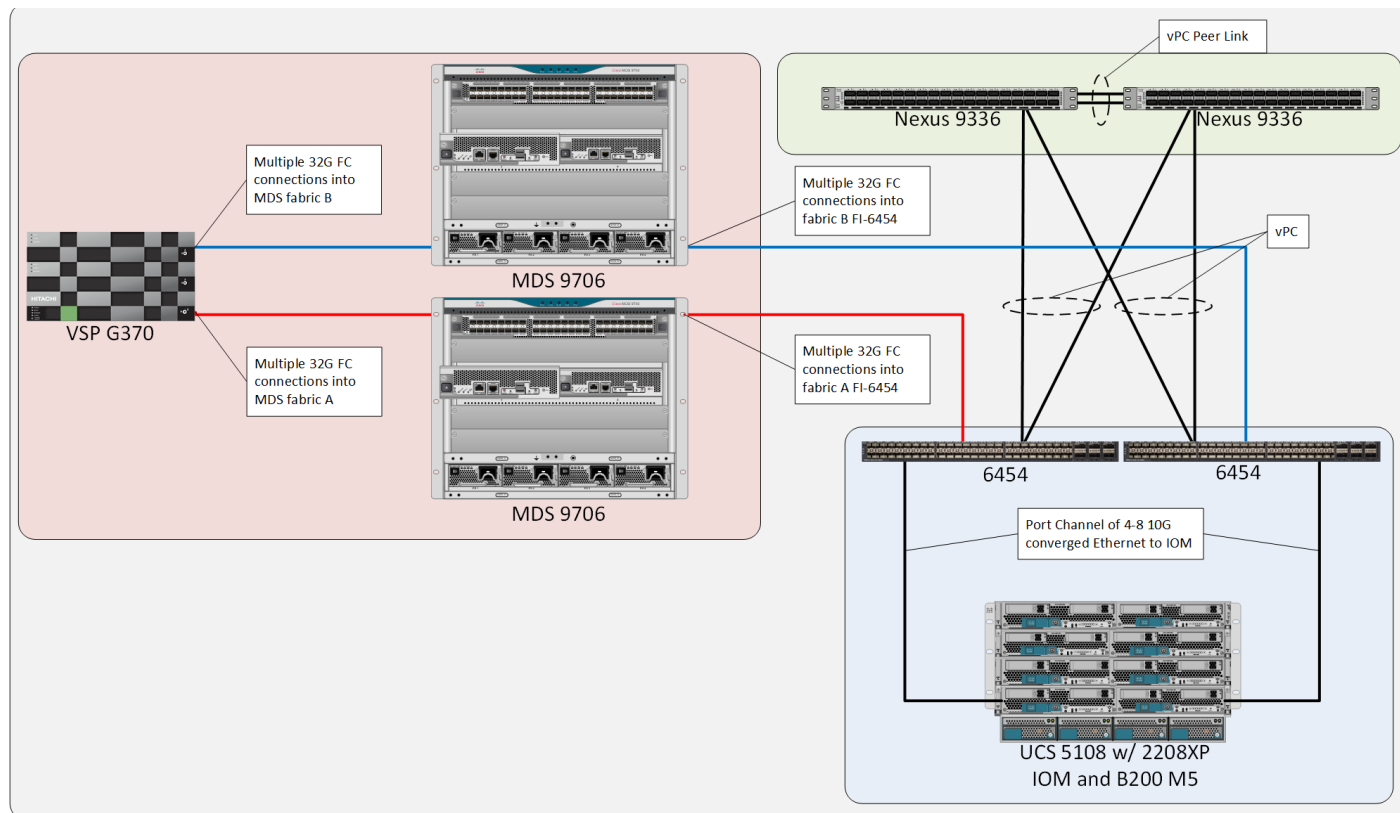 vPC Peer Link
Nexus 9336
Nexus 9336
Multiple 32G FC
connections into
MDS fabric B
Multiple 32G FC
connections into
fabric B FI-6454
vPC
MDS 9706
HITACHI
VSP G370
Multiple 32G FC
connections into
MDS fabric A
Multiple 32G FC
connections into
fabric A FI-6454
MDS 9706
6454
6454
Port Channel of 4-8 10G
converged Ethernet to IOM
UCS 5108 w/ 2208XP
IOM and B200 M5